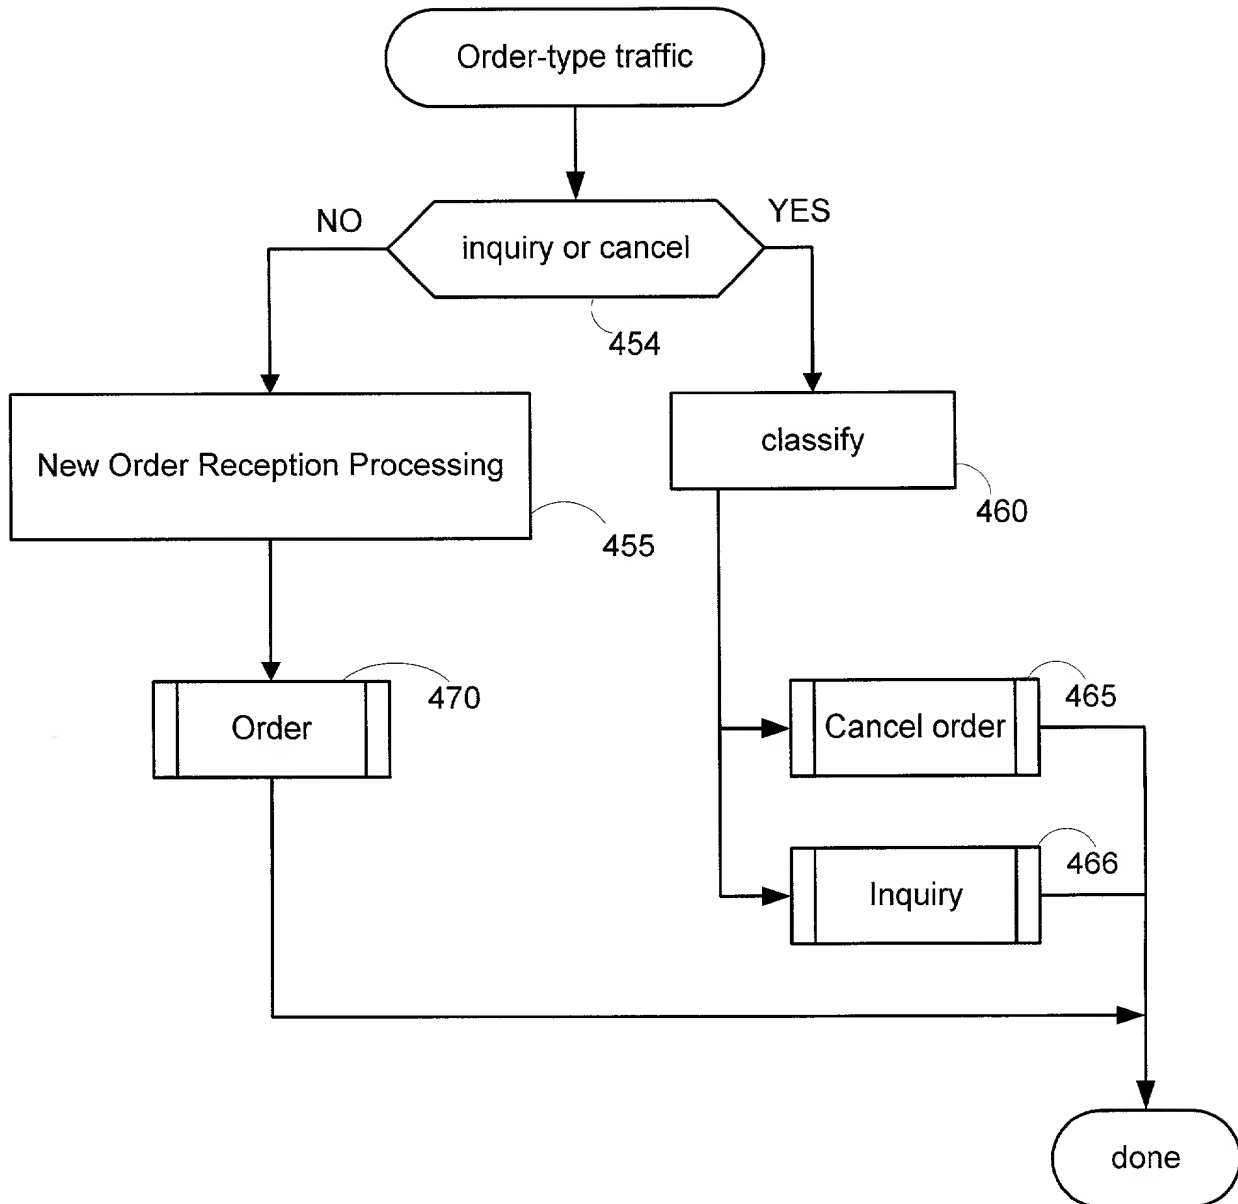 Order-type traffic
NO
YES
inquiry or cancel
454
New Order Reception Processing
classify
460
455
Order
470
Cancel order
465
Inquiry
466
done